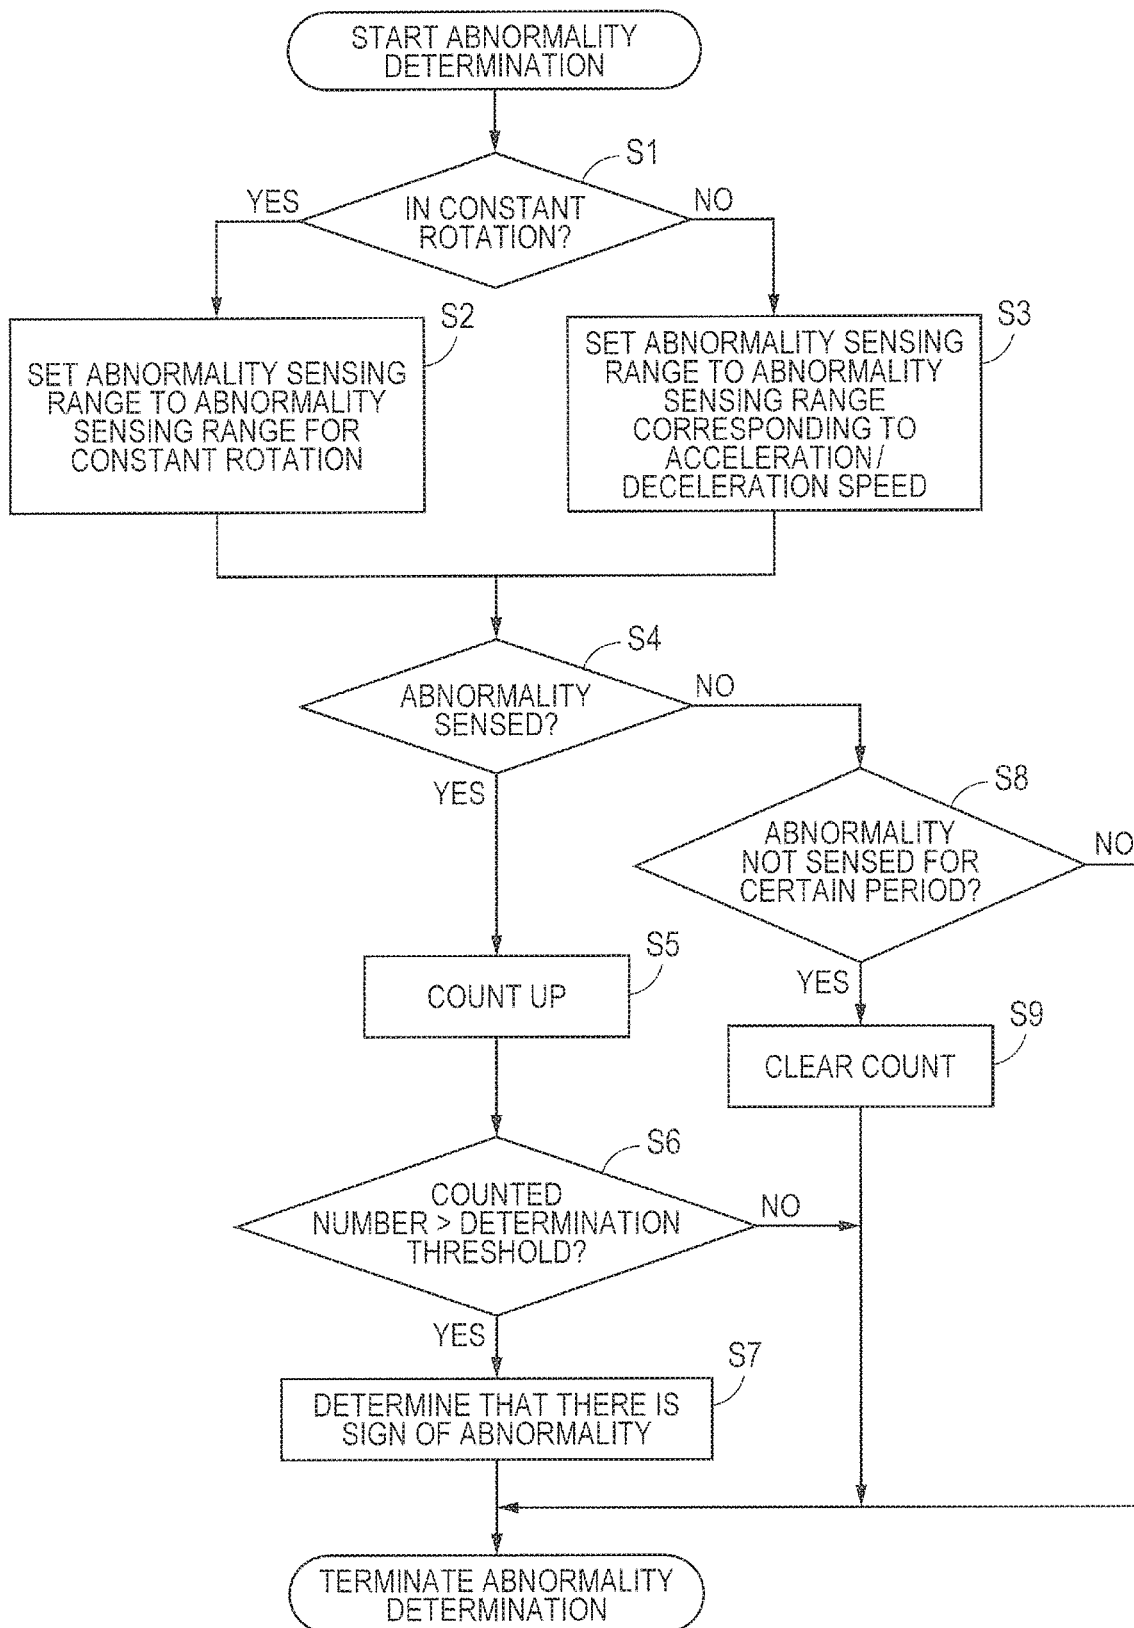 START ABNORMALITY
DETERMINATION
S1
YES
IN CONSTANT
ROTATION?
NO
S2
SET ABNORMALITY SENSING
RANGE TO ABNORMALITY
SENSING RANGE FOR
CONSTANT ROTATION
S3
SET ABNORMALITY SENSING
RANGE TO ABNORMALITY
SENSING RANGE
CORRESPONDING TO
ACCELERATION/
DECELERATION SPEED
S4
ABNORMALITY
SENSED?
NO
YES
S8
ABNORMALITY
NOT SENSED FOR
CERTAIN PERIOD?
NO
YES
S5
COUNT UP
S9
CLEAR COUNT
S6
COUNTED
NUMBER > DETERMINATION
THRESHOLD?
NO
YES
S7
DETERMINE THAT THERE IS
SIGN OF ABNORMALITY
TERMINATE ABNORMALITY
DETERMINATION